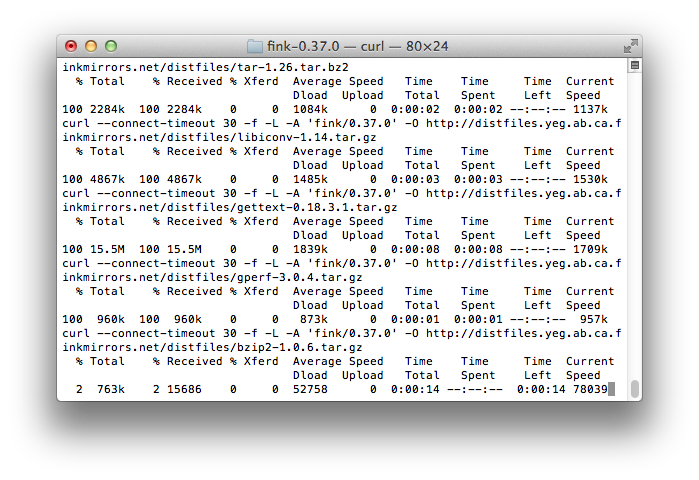 fink-0.37.0 — curl — 80×24
inkmirrors.net/distfiles/tar-1.26.tar.bz2
  % Total    % Received % Xferd  Average Speed   Time    Time     Time  Current
                                 Dload  Upload   Total   Spent    Left  Speed
100 2284k  100 2284k    0     0  1084k      0  0:00:02  0:00:02 --:--:-- 1137k
curl --connect-timeout 30 -f -L -A 'fink/0.37.0' -O http://distfiles.yeg.ab.ca.f
inkmirrors.net/distfiles/libiconv-1.14.tar.gz
  % Total    % Received % Xferd  Average Speed   Time    Time     Time  Current
                                 Dload  Upload   Total   Spent    Left  Speed
100 4867k  100 4867k    0     0  1485k      0  0:00:03  0:00:03 --:--:-- 1530k
curl --connect-timeout 30 -f -L -A 'fink/0.37.0' -O http://distfiles.yeg.ab.ca.f
inkmirrors.net/distfiles/gettext-0.18.3.1.tar.gz
  % Total    % Received % Xferd  Average Speed   Time    Time     Time  Current
                                 Dload  Upload   Total   Spent    Left  Speed
100 15.5M  100 15.5M    0     0  1839k      0  0:00:08  0:00:08 --:--:-- 1709k
curl --connect-timeout 30 -f -L -A 'fink/0.37.0' -O http://distfiles.yeg.ab.ca.f
inkmirrors.net/distfiles/gperf-3.0.4.tar.gz
  % Total    % Received % Xferd  Average Speed   Time    Time     Time  Current
                                 Dload  Upload   Total   Spent    Left  Speed
100  960k  100  960k    0     0   873k      0  0:00:01  0:00:01 --:--:--  957k
curl --connect-timeout 30 -f -L -A 'fink/0.37.0' -O http://distfiles.yeg.ab.ca.f
inkmirrors.net/distfiles/bzip2-1.0.6.tar.gz
  % Total    % Received % Xferd  Average Speed   Time    Time     Time  Current
                                 Dload  Upload   Total   Spent    Left  Speed
  2  763k    2 15686    0     0  52758      0  0:00:14 --:--:--  0:00:14 78039